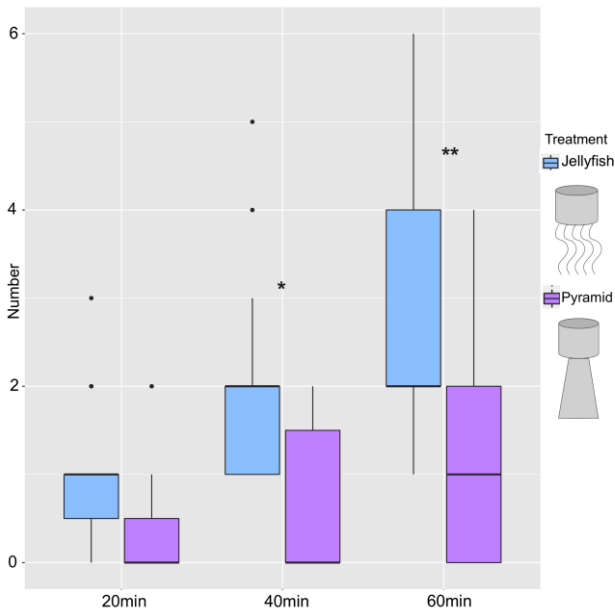 6
4
2
0
Number
20min
40min
60min
*
**
Treatment
Jellyfish
Pyramid